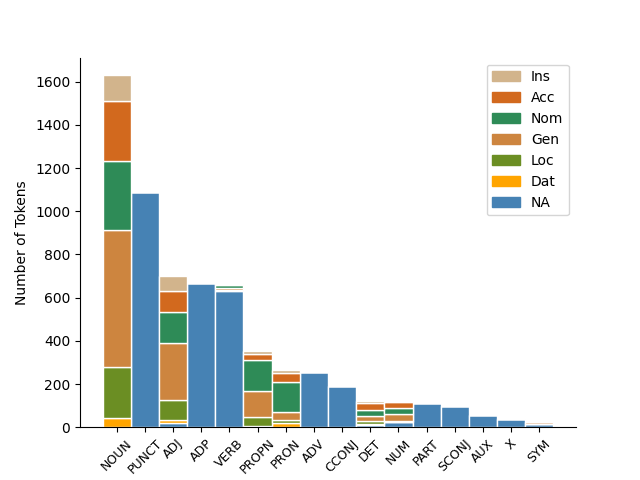 Number of Tokens
1600
1400
1200
1000
800
600
400
200
0
Ins
Acc
Nom
Gen
Loc
Dat
NA
NOUN
PUNCT
ADJ
ADP
VERB
PROPN
PRON
ADV
CCONJ
DET
NUM
PART
SCONJ
AUX
X
SYM